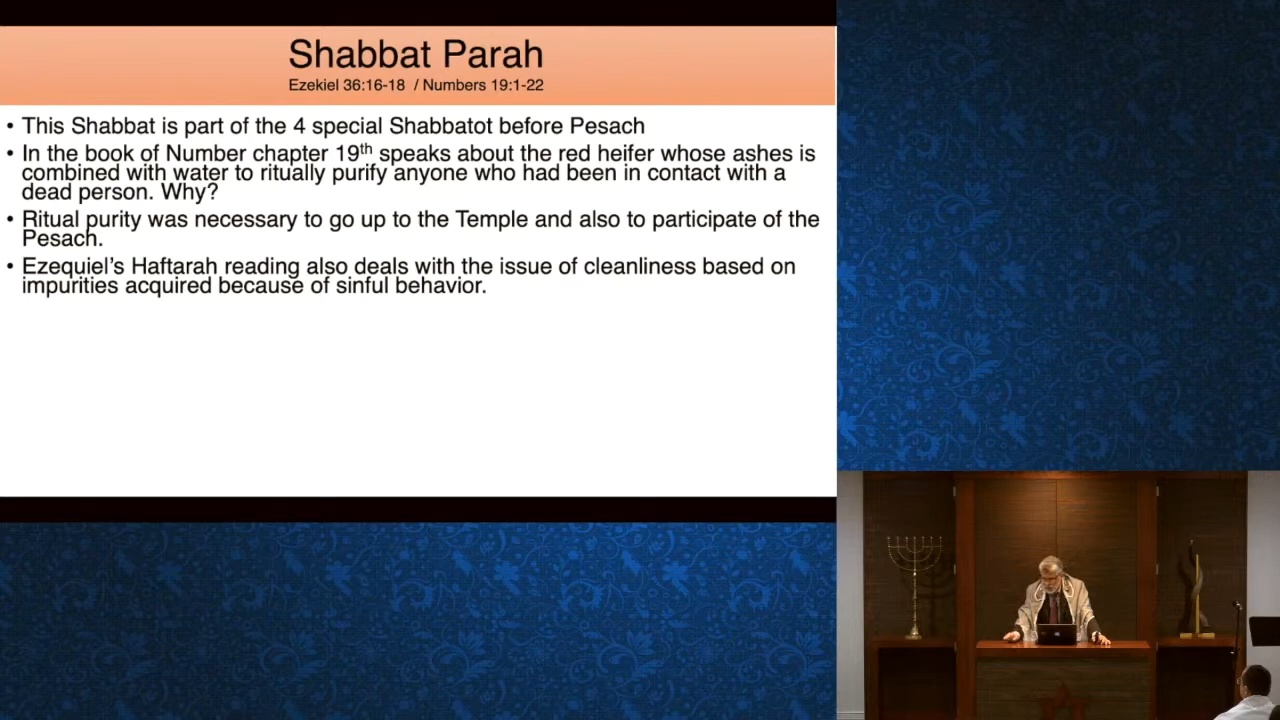 Shabbat Parah
Ezekiel 36:16-18 / Numbers 19:1-22
• This Shabbat is part of the 4 special Shabbatot before Pesach
• In the book of Number chapter 19th speaks about the red heifer whose ashes is
combined with water to ritually purify anyone who had been in contact with a
dead person. Why?
• Ritual purity was necessary to go up to the Temple and also to participate of the
Pesach.
• Ezequiel's Haftarah reading also deals with the issue of cleanliness based on
impurities acquired because of sinful behavior.